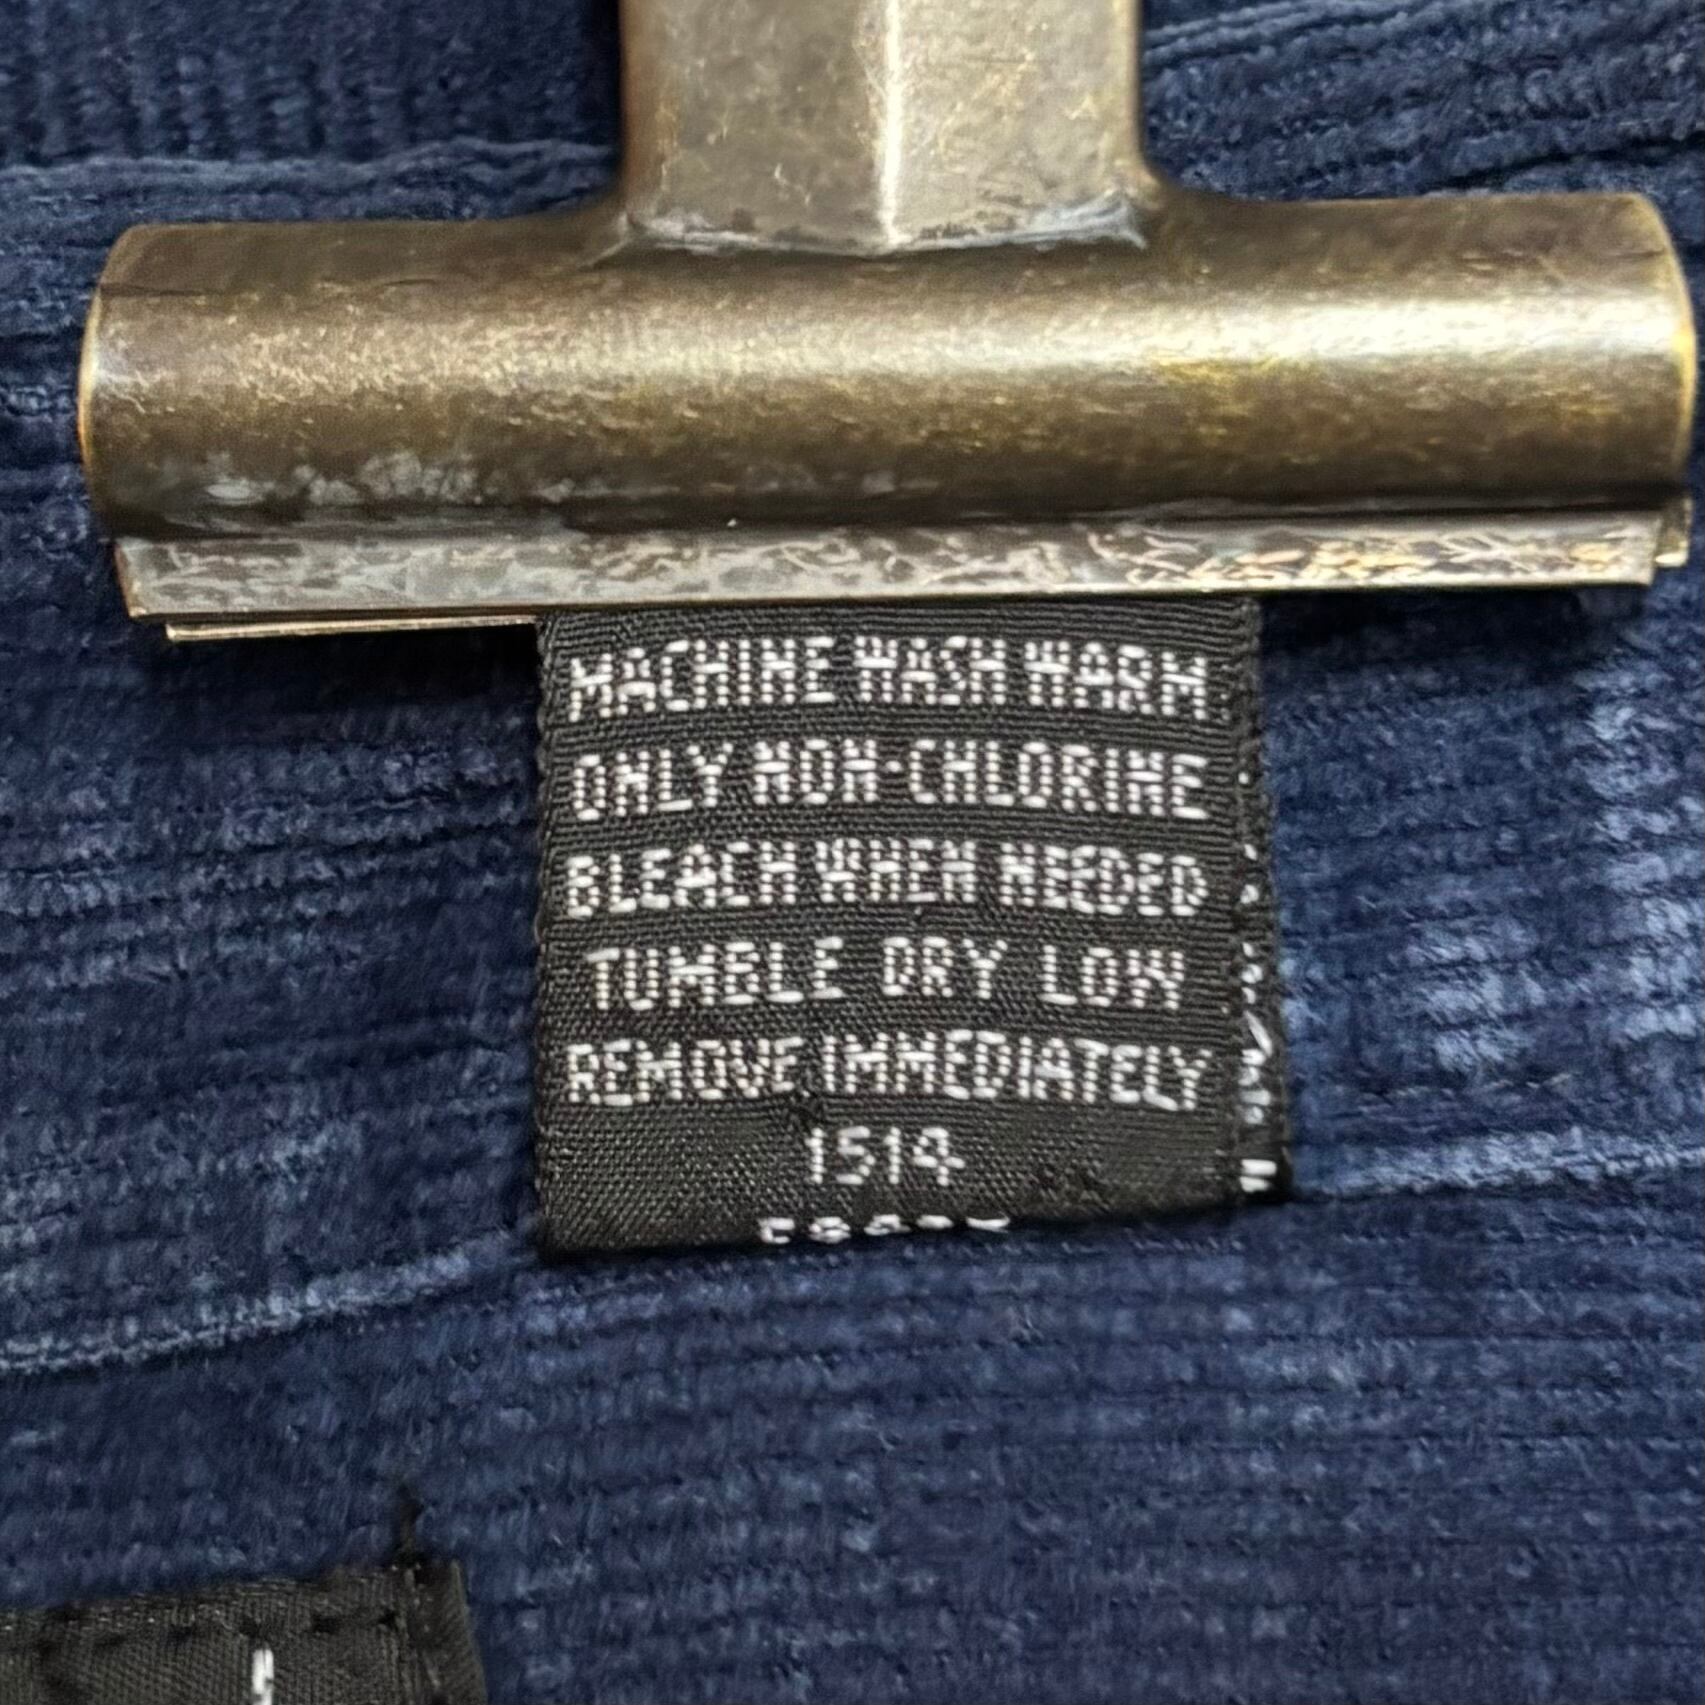 MACHINE WASH WARM
ONLY NON-CHLORINE
BLEACH WHEN NEEDED
TUMBLE DRY LOW
REMOVE IMMEDIATELY
1514